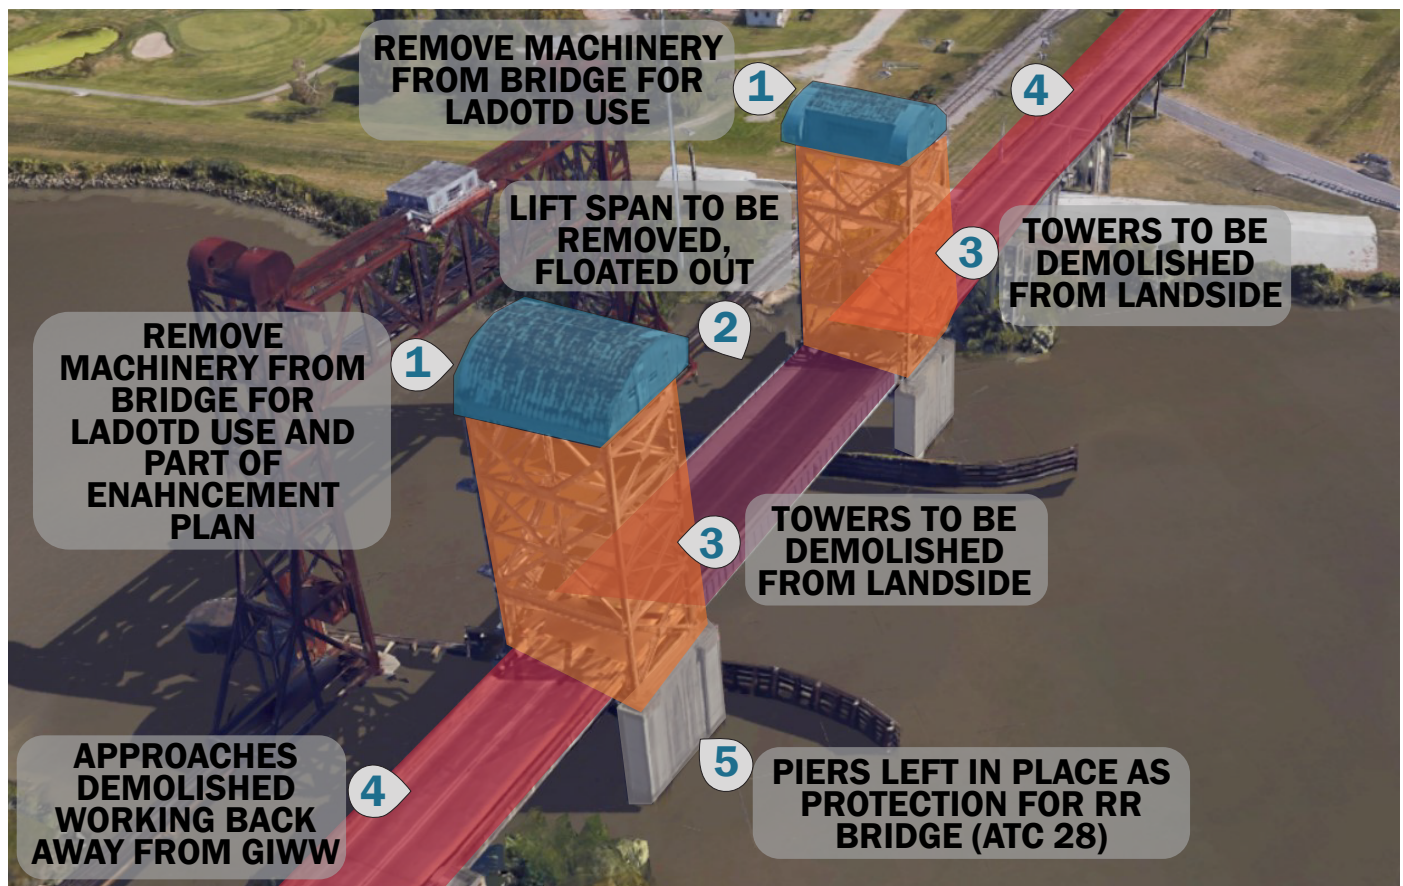 REMOVE MACHINERY
FROM BRIDGE FOR
LADOTD USE
1
4
LIFT SPAN TO BE
REMOVED,
FLOATED OUT
2
3
TOWERS TO BE
DEMOLISHED
FROM LANDSIDE
REMOVE
MACHINERY FROM
BRIDGE FOR
LADOTD USE AND
PART OF
ENAHNCEMENT
PLAN
1
3
TOWERS TO BE
DEMOLISHED
FROM LANDSIDE
APPROACHES
DEMOLISHED
WORKING BACK
AWAY FROM GIWW
4
5
PIERS LEFT IN PLACE AS
PROTECTION FOR RR
BRIDGE (ATC 28)